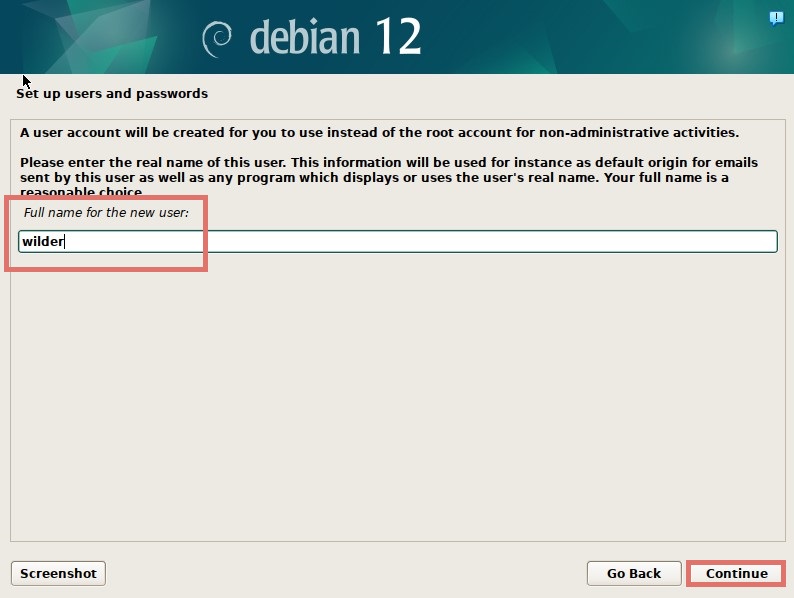 debian 12
Set up users and passwords
A user account will be created for you to use instead of the root account for non-administrative activities.
Please enter the real name of this user. This information will be used for instance as default origin for emails
sent by this user as well as any program which displays or uses the user's real name. Your full name is a
reasonable choice.
Full name for the new user:
wilder
Screenshot
Go Back
Continue